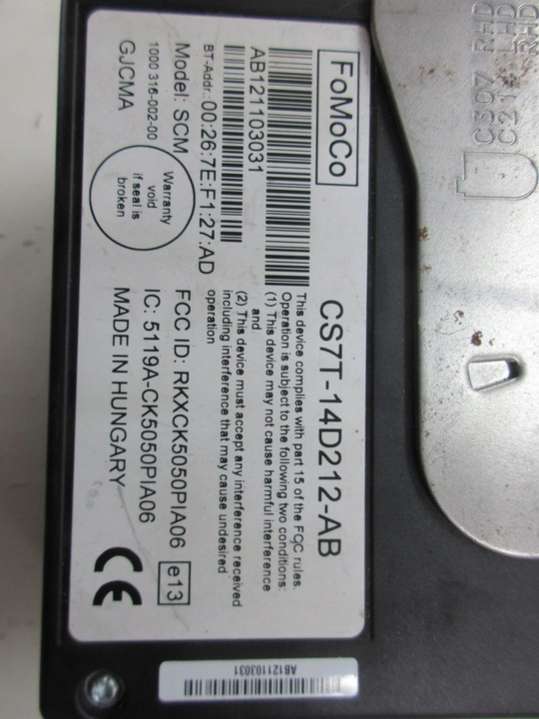 FoMoCo
CS7T-14D212-AB
AB121103031
This device complies with part 15 of the FCC rules.
Operation is subject to the following two conditions:
(1) This device may not cause harmful interference
and
(2) This device must accept any interference received
including interference that may cause undesired
operation
BT-Addr.: 00:26:7E:F1:27:AD
Model: SCM
1000 316-002-00
GJCMA
Warranty
void
if seal is
broken
FCC ID: RKXCK5050PIA06
e13
IC: 5119A-CK5050PIA06
MADE IN HUNGARY
CE
AB121103031
RHD
LHD
RHD